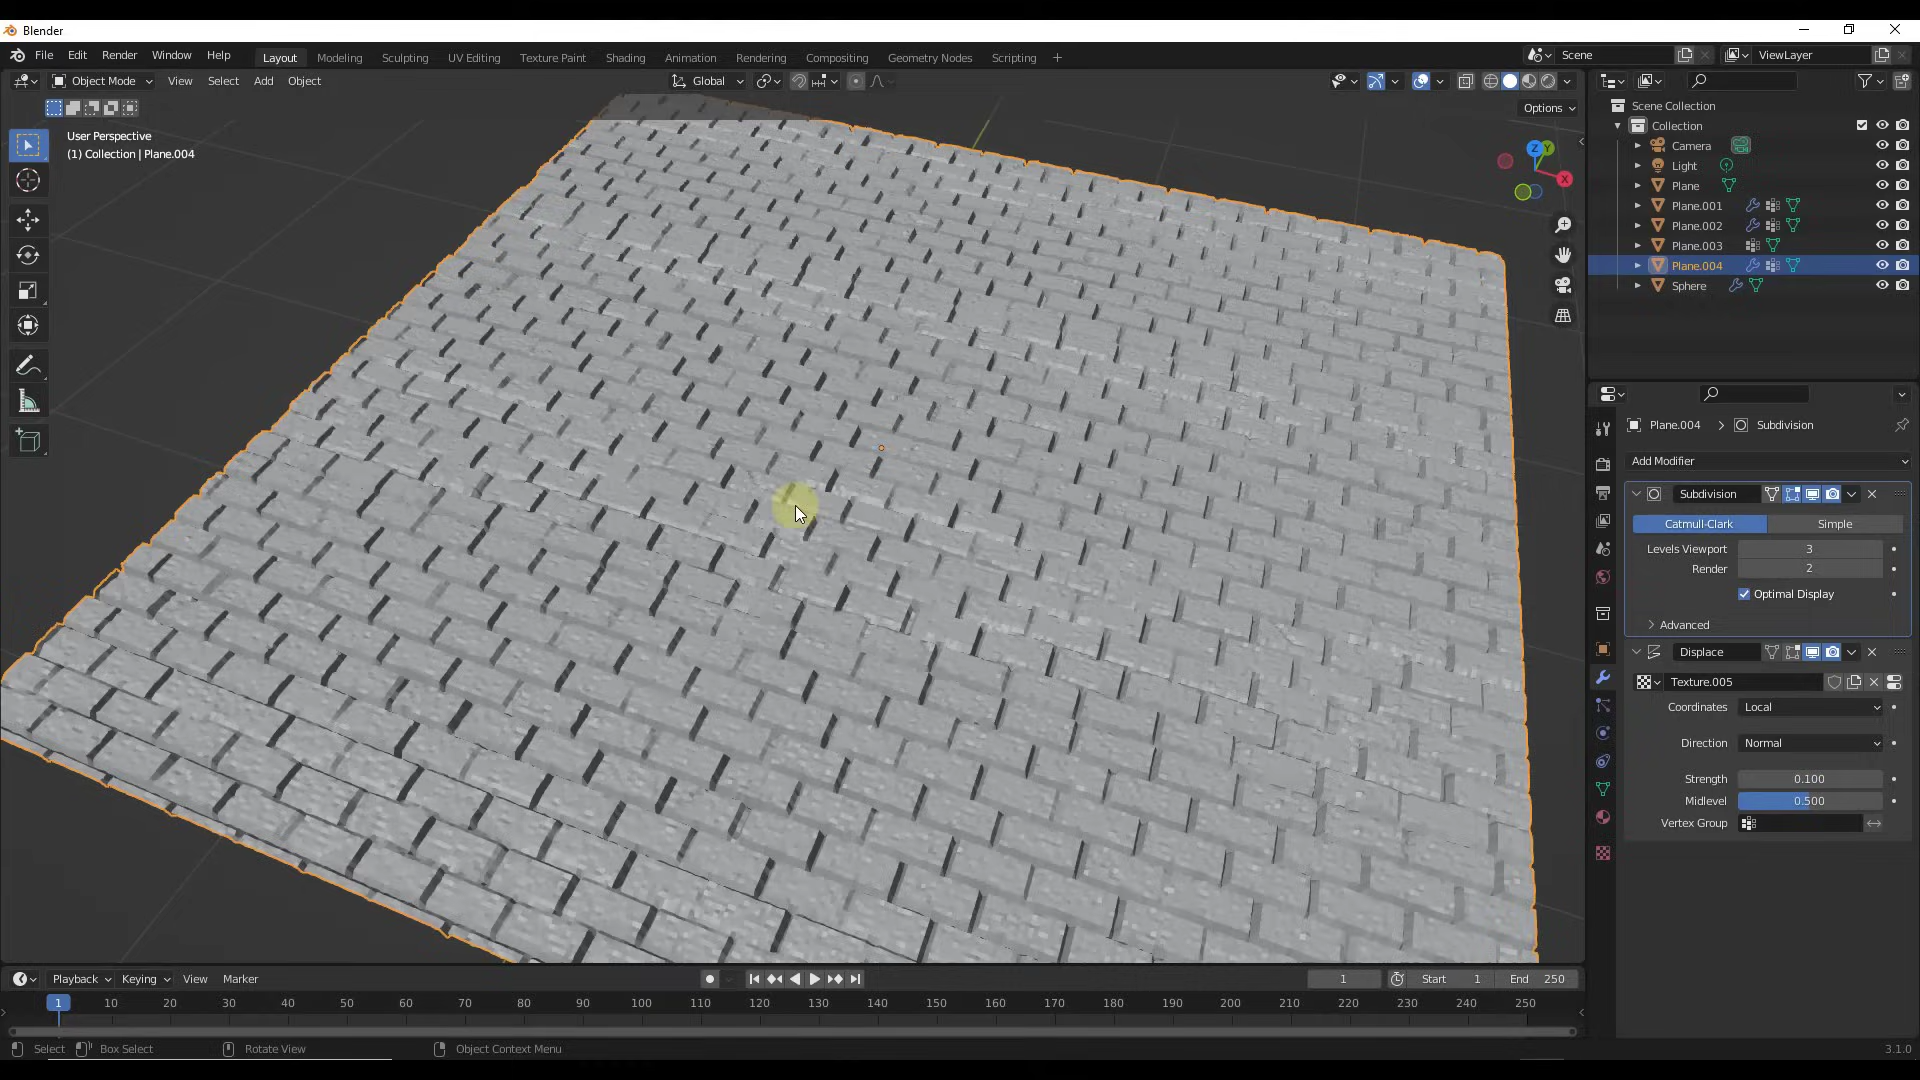 Blender
File Edit Render Window Help Layout Modeling Sculpting UV Editing Texture Paint Shading Animation Rendering Compositing Geometry Nodes Scripting + Scene ViewLayer
Object Mode View Select Add Object Global
Options
User Perspective
(1) Collection | Plane.004
Z Y
X
Scene Collection
Collection
Camera
Light
Plane
Plane.001
Plane.002
Plane.003
Plane.004
Sphere
Plane.004 > Subdivision
Add Modifier
Subdivision
Catmull-Clark Simple
Levels Viewport 3
Render 2
Optimal Display
Advanced
Displace
Texture.005
Coordinates Local
Direction Normal
Strength 0.100
Midlevel 0.500
Vertex Group
Playback Keying View Marker 1 Start 1 End 250
1 10 20 30 40 50 60 70 80 90 100 110 120 130 140 150 160 170 180 190 200 210 220 230 240 250
Select Box Select Rotate View Object Context Menu 3.1.0